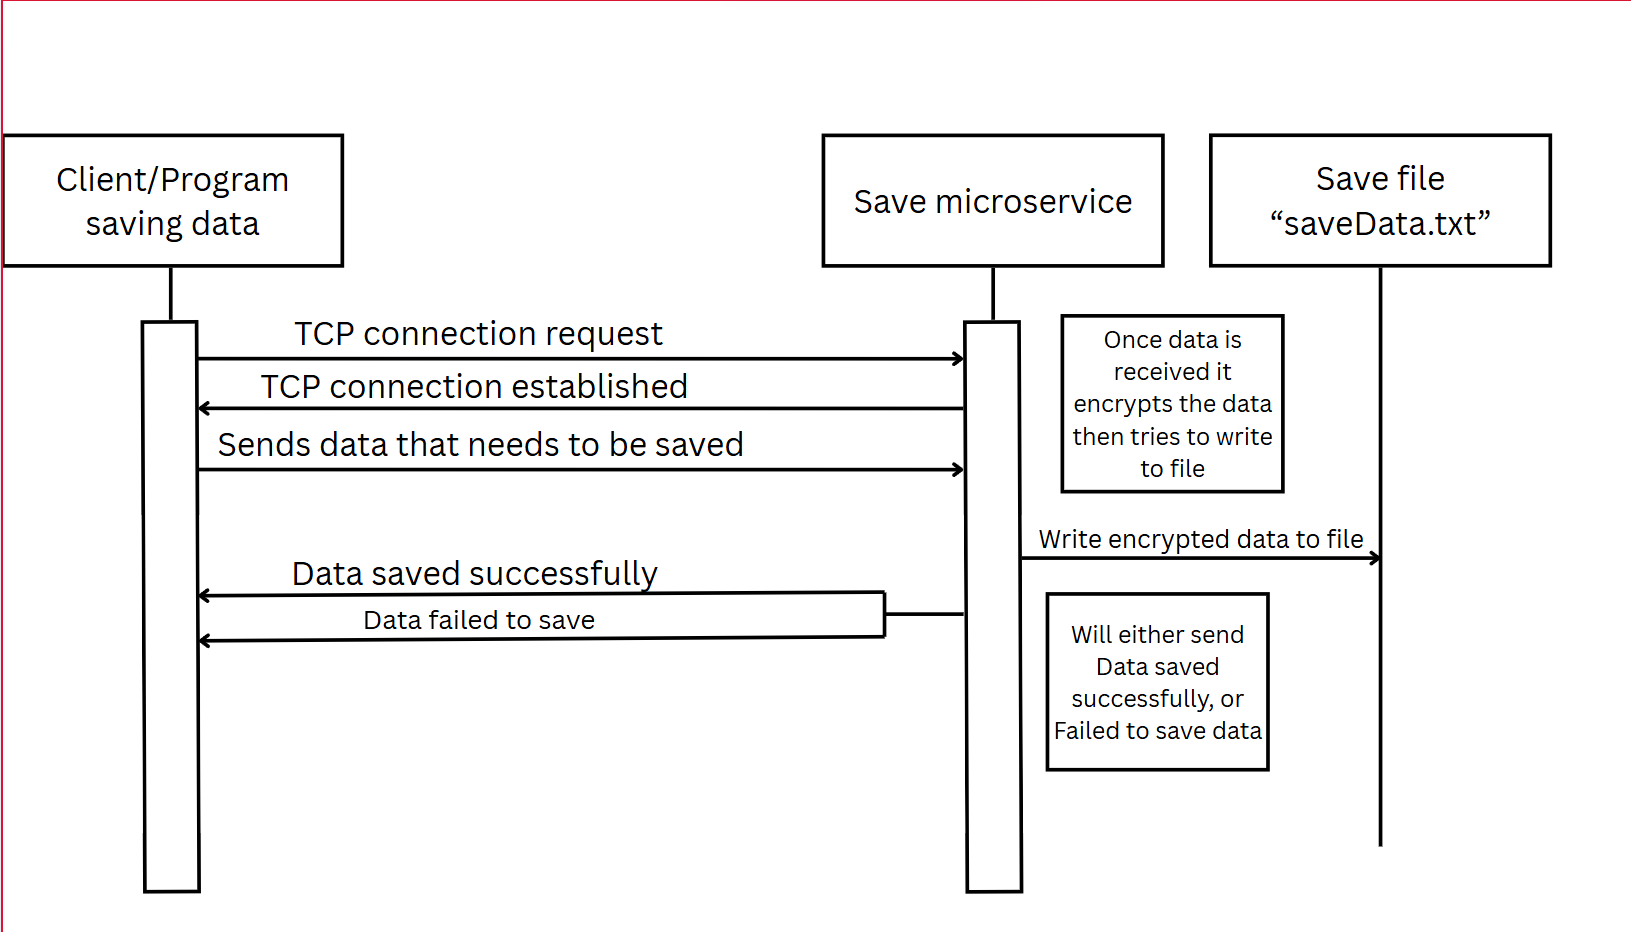 Client/Program
saving data
Save microservice
Save file
“saveData.txt”
TCP connection request
TCP connection established
Sends data that needs to be saved
Once data is
received it
encrypts the data
then tries to write
to file
Write encrypted data to file
Data saved successfully
Data failed to save
Will either send
Data saved
successfully, or
Failed to save data